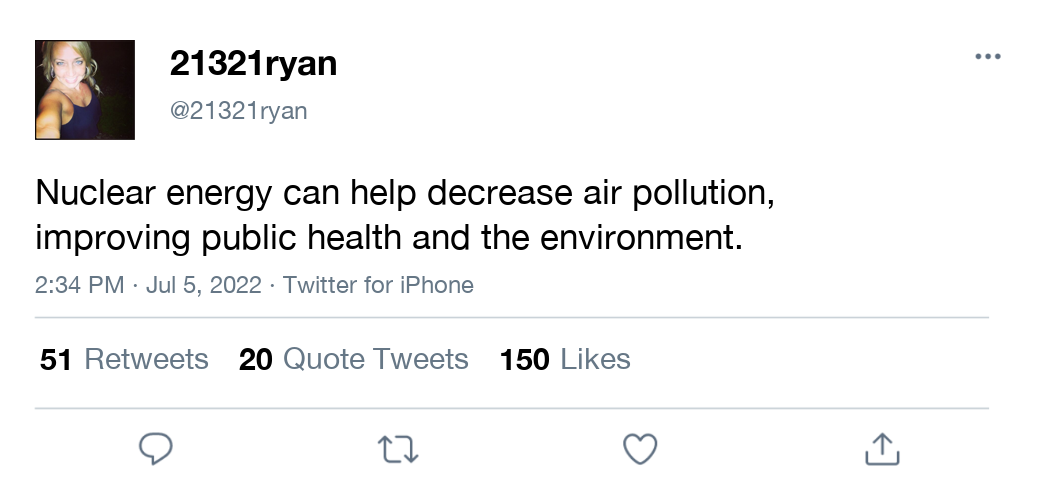 21321ryan
@21321ryan
Nuclear energy can help decrease air pollution,
improving public health and the environment.
2:34 PM · Jul 5, 2022 · Twitter for iPhone
51 Retweets 20 Quote Tweets 150 Likes